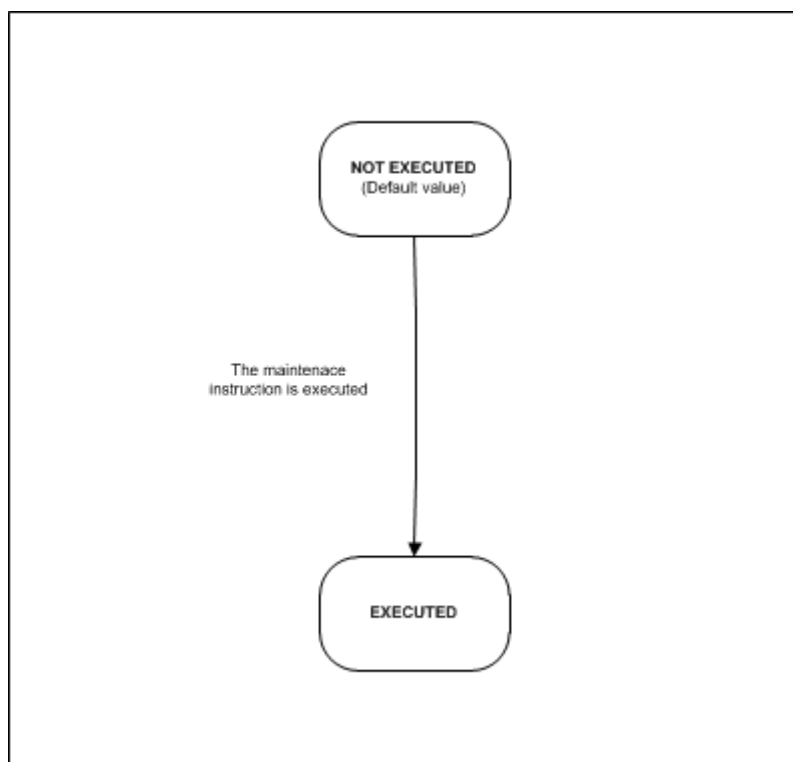 NOT EXECUTED
(Default value)
The maintenace
instruction is executed
EXECUTED